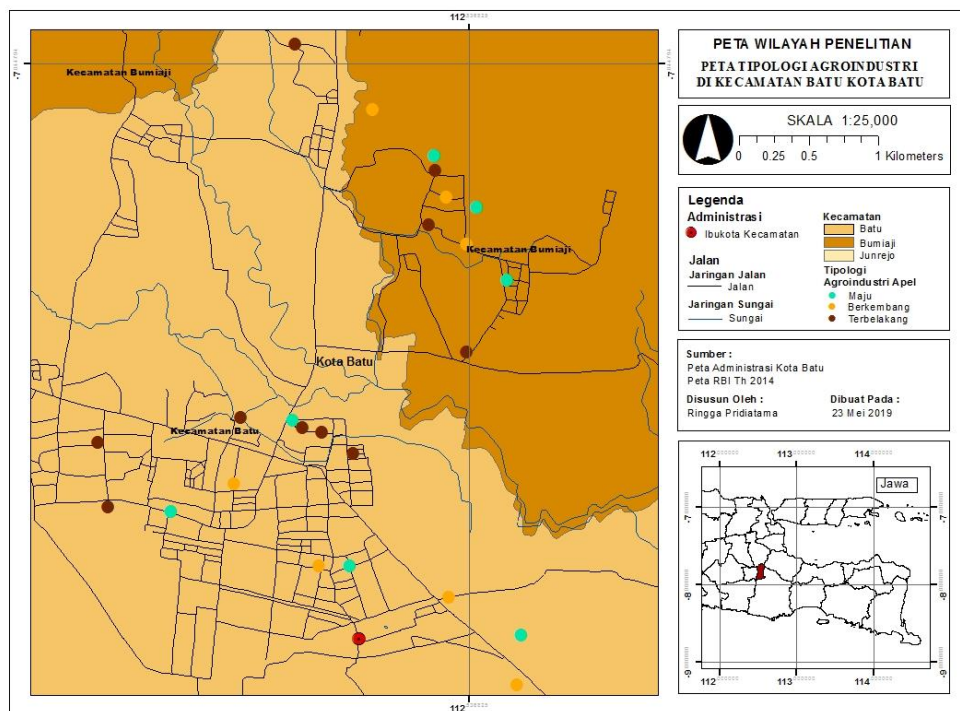 112
-7
Kecamatan Bumiaji
Kecamatan Bumiaji
Kota Batu
Kecamatan Batu
112
PETA WILAYAH PENELITIAN
PETA TIPOLOGI AGROINDUSTRI
DI KECAMATAN BATU KOTA BATU
SKALA 1:25,000
0 0.25 0.5 1 Kilometers
Legenda
Administrasi
Ibukota Kecamatan
Jalan
Jaringan Jalan
Jalan
Jaringan Sungai
Sungai
Kecamatan
Batu
Bumiaji
Junrejo
Tipologi
Agroindustri Apel
Maju
Berkembang
Terbelakang
Sumber :
Peta Administrasi Kota Batu
Peta RBI Th 2014
Disusun Oleh :
Ringga Pridiatama
Dibuat Pada :
23 Mei 2019
112 113 114
Jawa
-7 -7
-8 -8
-9 -9
112 113 114